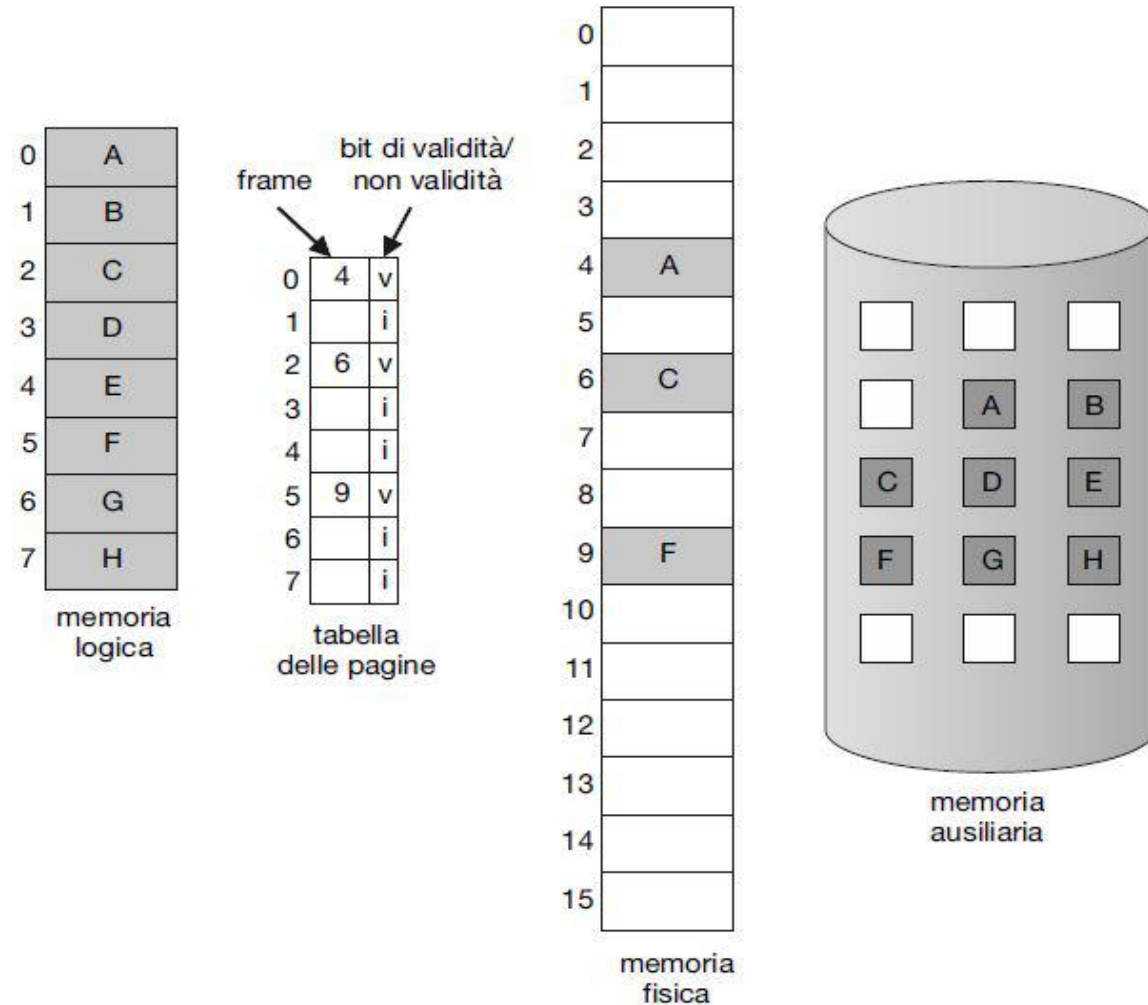 0 A
1 B
2 C
3 D
4 E
5 F
6 G
7 H
memoria
logica
frame
bit di validità/
non validità
0 4 v
1 i
2 6 v
3 i
4 i
5 9 v
6 i
7 i
tabella
delle pagine
0
1
2
3
4 A
5
6 C
7
8
9 F
10
11
12
13
14
15
memoria
fisica
A B
C D E
F G H
memoria
ausiliaria